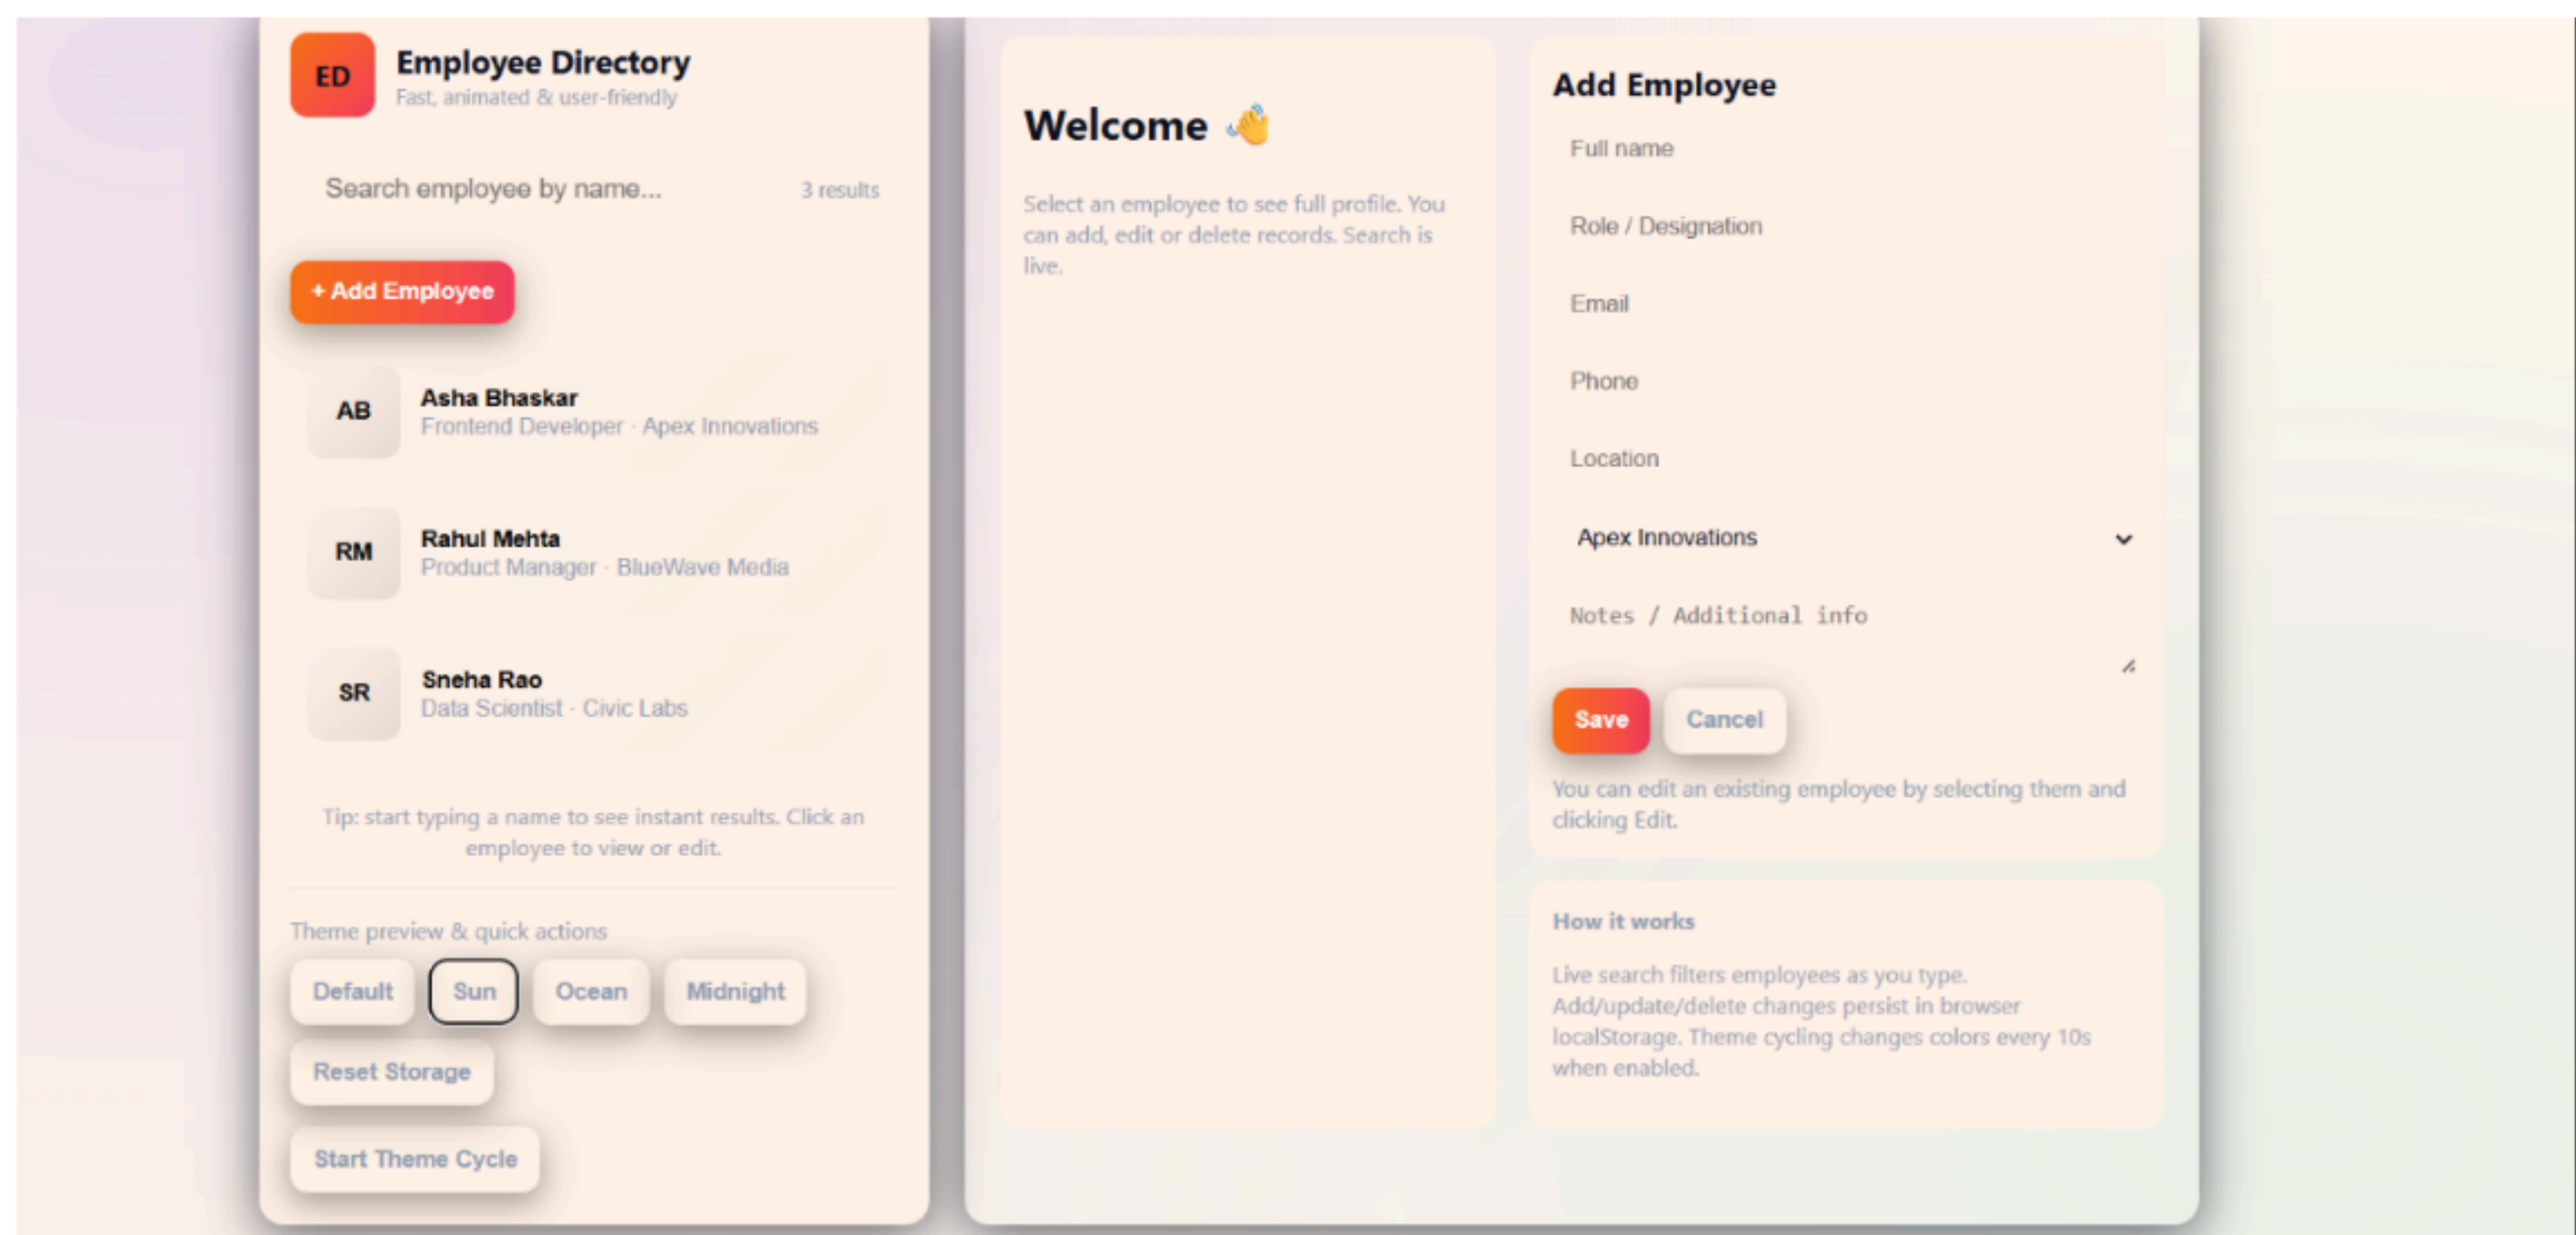 ED
Employee Directory
Fast, animated & user-friendly
Search employee by name...
3 results
+ Add Employee
AB
Asha Bhaskar
Frontend Developer · Apex Innovations
RM
Rahul Mehta
Product Manager · BlueWave Media
SR
Sneha Rao
Data Scientist · Civic Labs
Tip: start typing a name to see instant results. Click an
employee to view or edit.
Theme preview & quick actions
Default
Sun
Ocean
Midnight
Reset Storage
Start Theme Cycle
Welcome 👋
Select an employee to see full profile. You
can add, edit or delete records. Search is
live.
Add Employee
Full name
Role / Designation
Email
Phone
Location
Apex Innovations
Notes / Additional info
Save
Cancel
You can edit an existing employee by selecting them and
clicking Edit.
How it works
Live search filters employees as you type.
Add/update/delete changes persist in browser
localStorage. Theme cycling changes colors every 10s
when enabled.